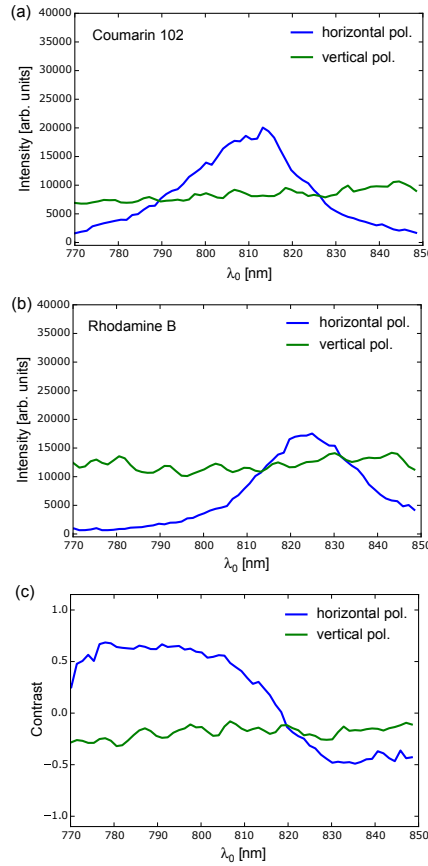 (a)
Coumarin 102
horizontal pol.
vertical pol.
Intensity [arb. units]
40000
35000
30000
25000
20000
15000
10000
5000
0
770 780 790 800 810 820 830 840 850
λ0 [nm]
(b)
Rhodamine B
horizontal pol.
vertical pol.
Intensity [arb. units]
40000
35000
30000
25000
20000
15000
10000
5000
0
770 780 790 800 810 820 830 840 850
λ0 [nm]
(c)
horizontal pol.
vertical pol.
Contrast
1.0
0.5
0.0
−0.5
−1.0
770 780 790 800 810 820 830 840 850
λ0 [nm]